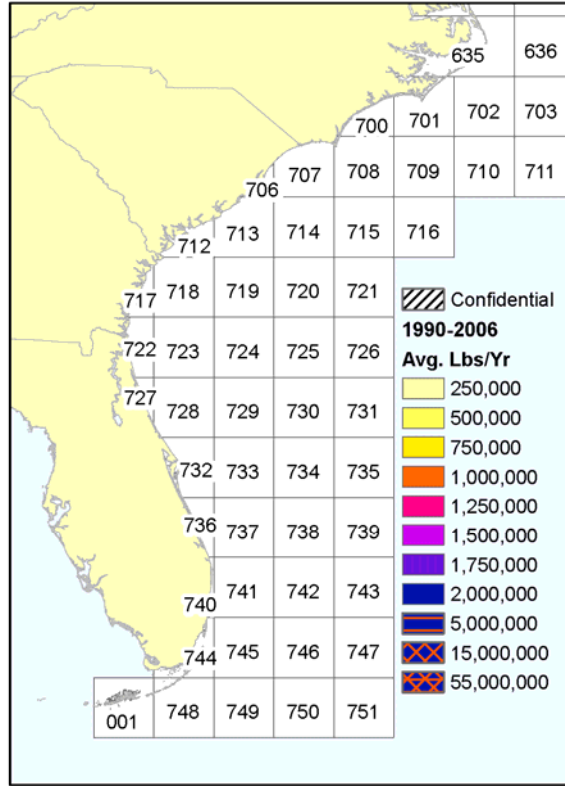 635 636
700 701 702 703
706 707 708 709 710 711
712 713 714 715 716
717 718 719 720 721
722 723 724 725 726
727 728 729 730 731
732 733 734 735
736 737 738 739
740 741 742 743
744 745 746 747
001 748 749 750 751
Confidential
1990-2006
Avg. Lbs/Yr
250,000
500,000
750,000
1,000,000
1,250,000
1,500,000
1,750,000
2,000,000
5,000,000
15,000,000
55,000,000